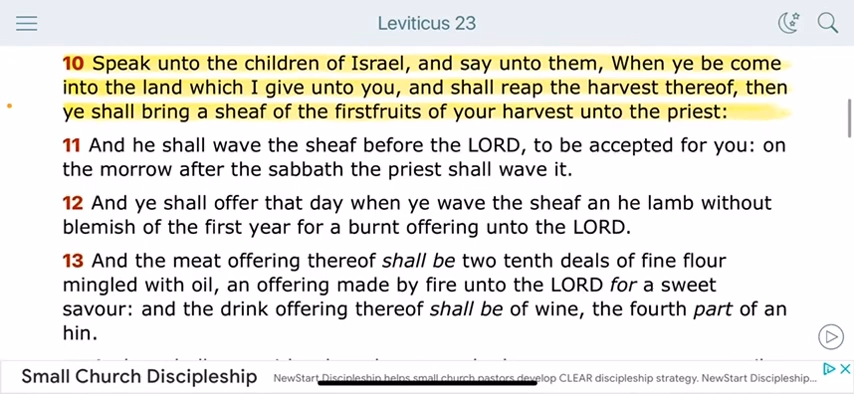 Leviticus 23
10 Speak unto the children of Israel, and say unto them, When ye be come
into the land which I give unto you, and shall reap the harvest thereof, then
ye shall bring a sheaf of the firstfruits of your harvest unto the priest:
11 And he shall wave the sheaf before the LORD, to be accepted for you: on
the morrow after the sabbath the priest shall wave it.
12 And ye shall offer that day when ye wave the sheaf an he lamb without
blemish of the first year for a burnt offering unto the LORD.
13 And the meat offering thereof shall be two tenth deals of fine flour
mingled with oil, an offering made by fire unto the LORD for a sweet
savour: and the drink offering thereof shall be of wine, the fourth part of an
hin.
Small Church Discipleship NewStart Discipleship helps small church pastors develop CLEAR discipleship strategy. NewStart Discipleship...